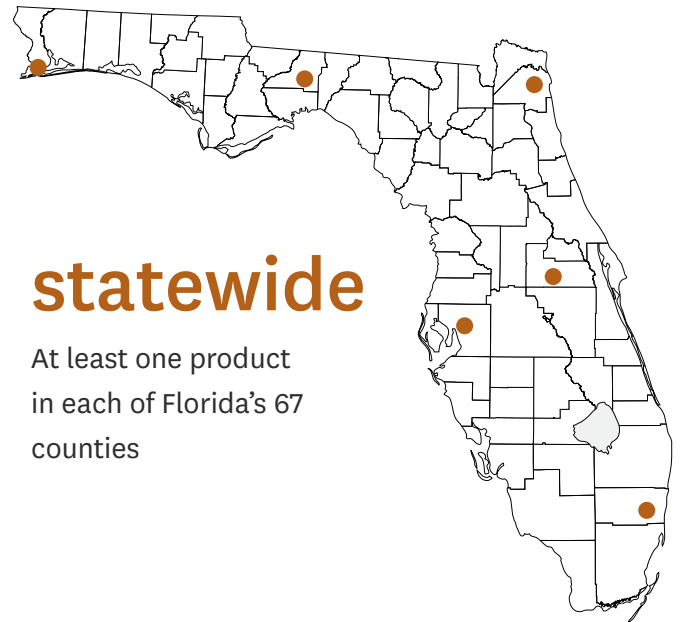 statewide
At least one product
in each of Florida’s 67
counties